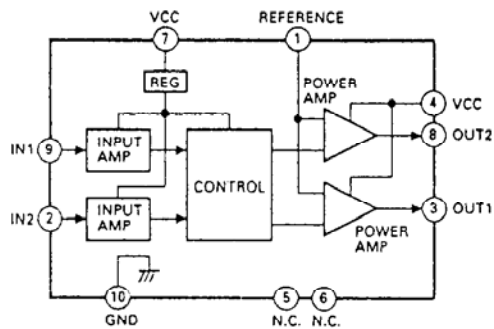 VCC
REFERENCE
7
1
REG
POWER
AMP
4
VCC
IN1
9
INPUT
AMP
8
OUT2
CONTROL
IN2
2
INPUT
AMP
3
OUT1
POWER
AMP
10
GND
5
6
N.C.
N.C.